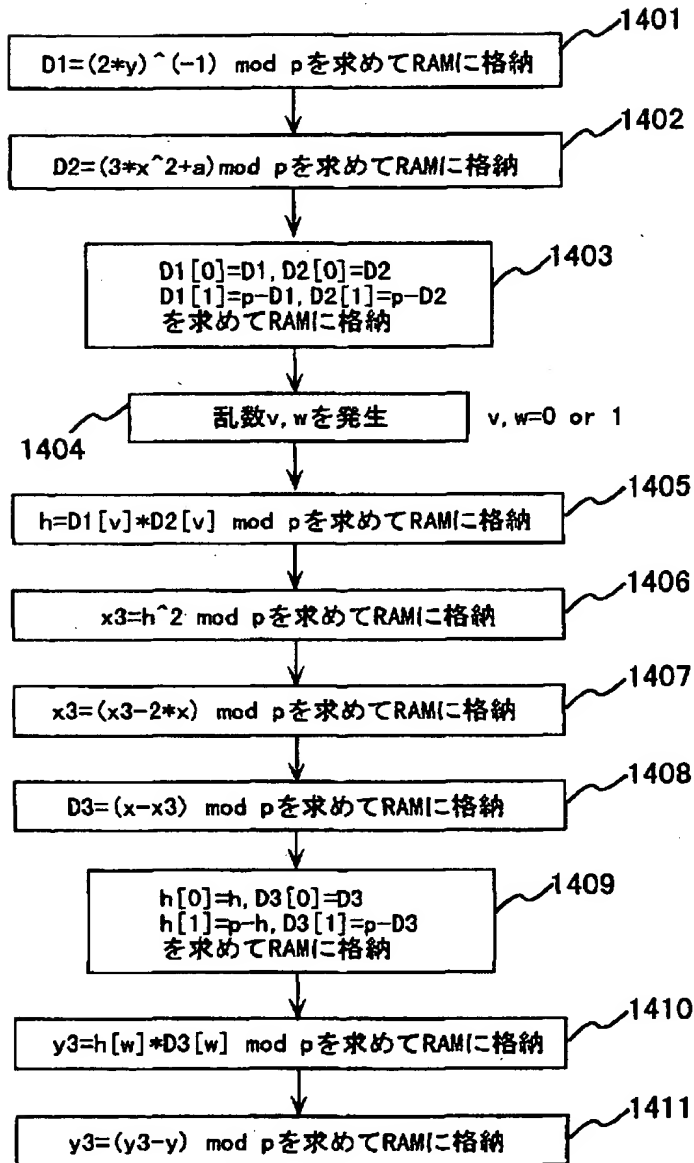 1401
D1=(2*y)^(-1) mod pを求めてRAMに格納
1402
D2=(3*x^2+a)mod pを求めてRAMに格納
1403
D1[0]=D1,D2[0]=D2
D1[1]=p-D1,D2[1]=p-D2
を求めてRAMに格納
1404
乱数v,wを発生
v,w=0 or 1
1405
h=D1[v]*D2[v] mod pを求めてRAMに格納
1406
x3=h^2 mod pを求めてRAMに格納
1407
x3=(x3-2*x) mod pを求めてRAMに格納
1408
D3=(x-x3) mod pを求めてRAMに格納
1409
h[0]=h,D3[0]=D3
h[1]=p-h,D3[1]=p-D3
を求めてRAMに格納
1410
y3=h[w]*D3[w] mod pを求めてRAMに格納
1411
y3=(y3-y) mod pを求めてRAMに格納